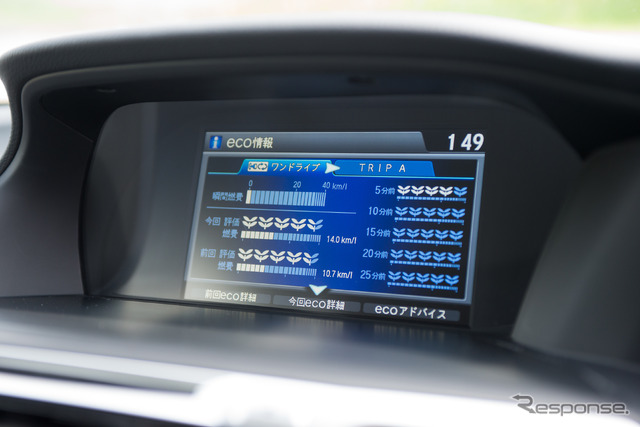 eco情報 1:49
ワンドライブ TRIP A
0 20 40 km/l
瞬間燃費
今回 評価
燃費 14.0 km/l
前回 評価
燃費 10.7 km/l
5分前
10分前
15分前
20分前
25分前
前回eco詳細 今回eco詳細 ecoアドバイス
Response.